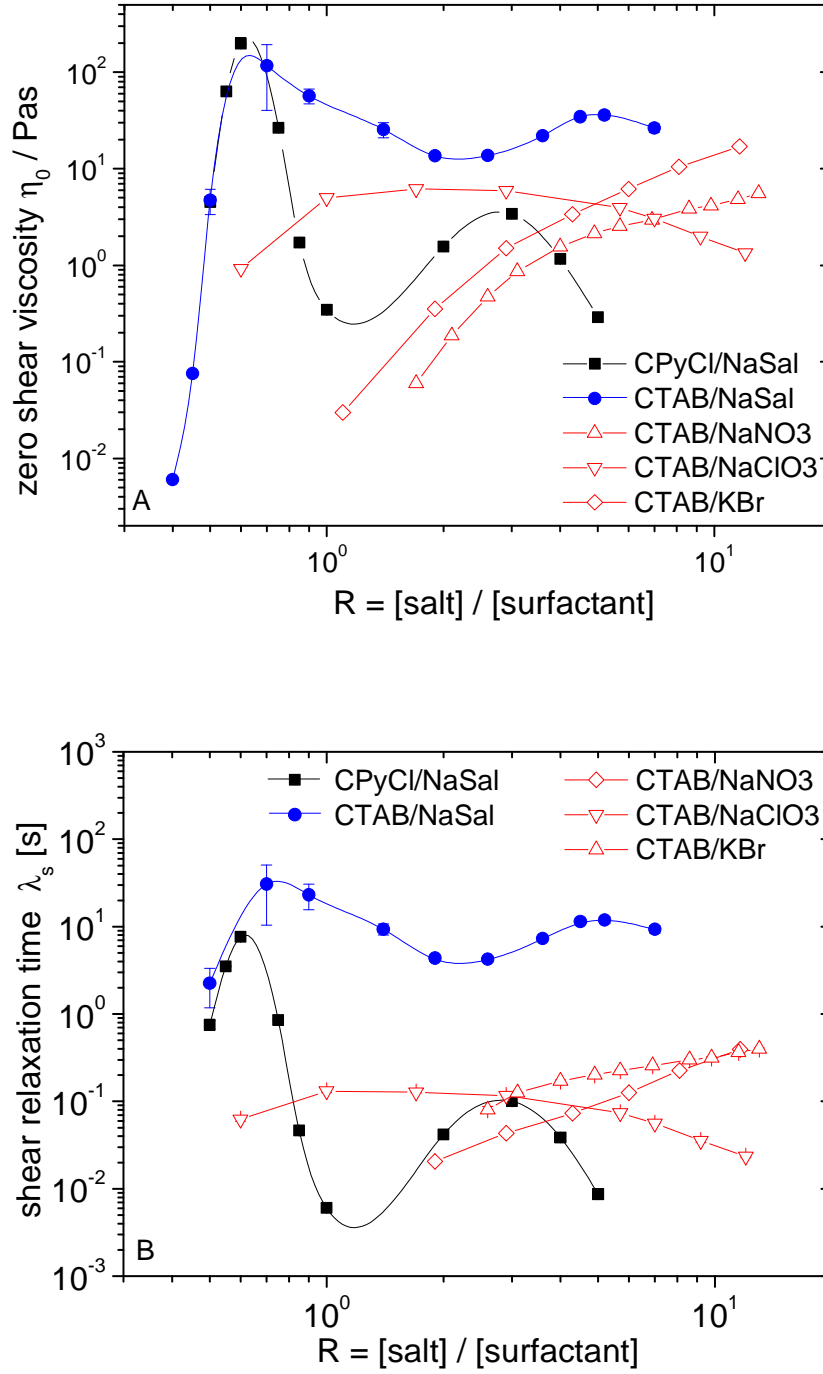 10²
10¹
10⁰
10⁻¹
10⁻²
zero shear viscosity η₀ / Pas
A
CPyCl/NaSal
CTAB/NaSal
CTAB/NaNO3
CTAB/NaClO3
CTAB/KBr
10⁰ 10¹
R = [salt] / [surfactant]
10³
10²
10¹
10⁰
10⁻¹
10⁻²
10⁻³
shear relaxation time λₛ [s]
CPyCl/NaSal
CTAB/NaSal
CTAB/NaNO3
CTAB/NaClO3
CTAB/KBr
B
10⁰ 10¹
R = [salt] / [surfactant]